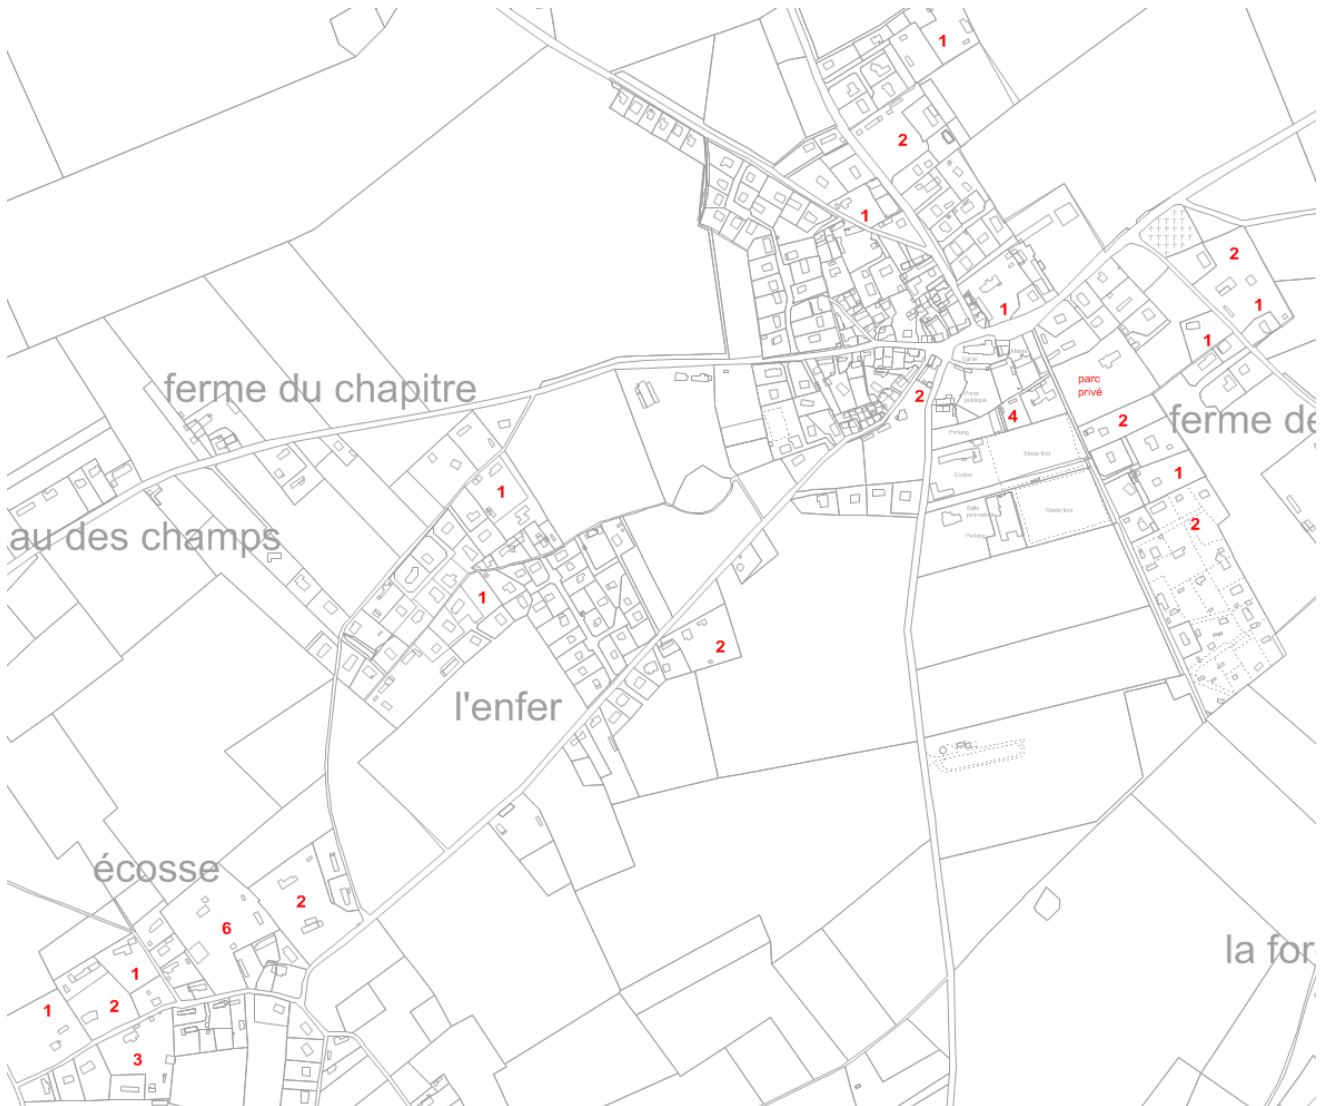 1
2
1
2
1
1
1
Eglise
Mairie
parc
privé
ferme du chapitre
2
Place
publique
4
2
ferme de
Parking
Stade foot
1
Ecoles
1
Salle
polyvalente
Stade foot
2
au des champs
Parking
1
2
l'enfer
écosse
2
6
la for
1
1
2
3